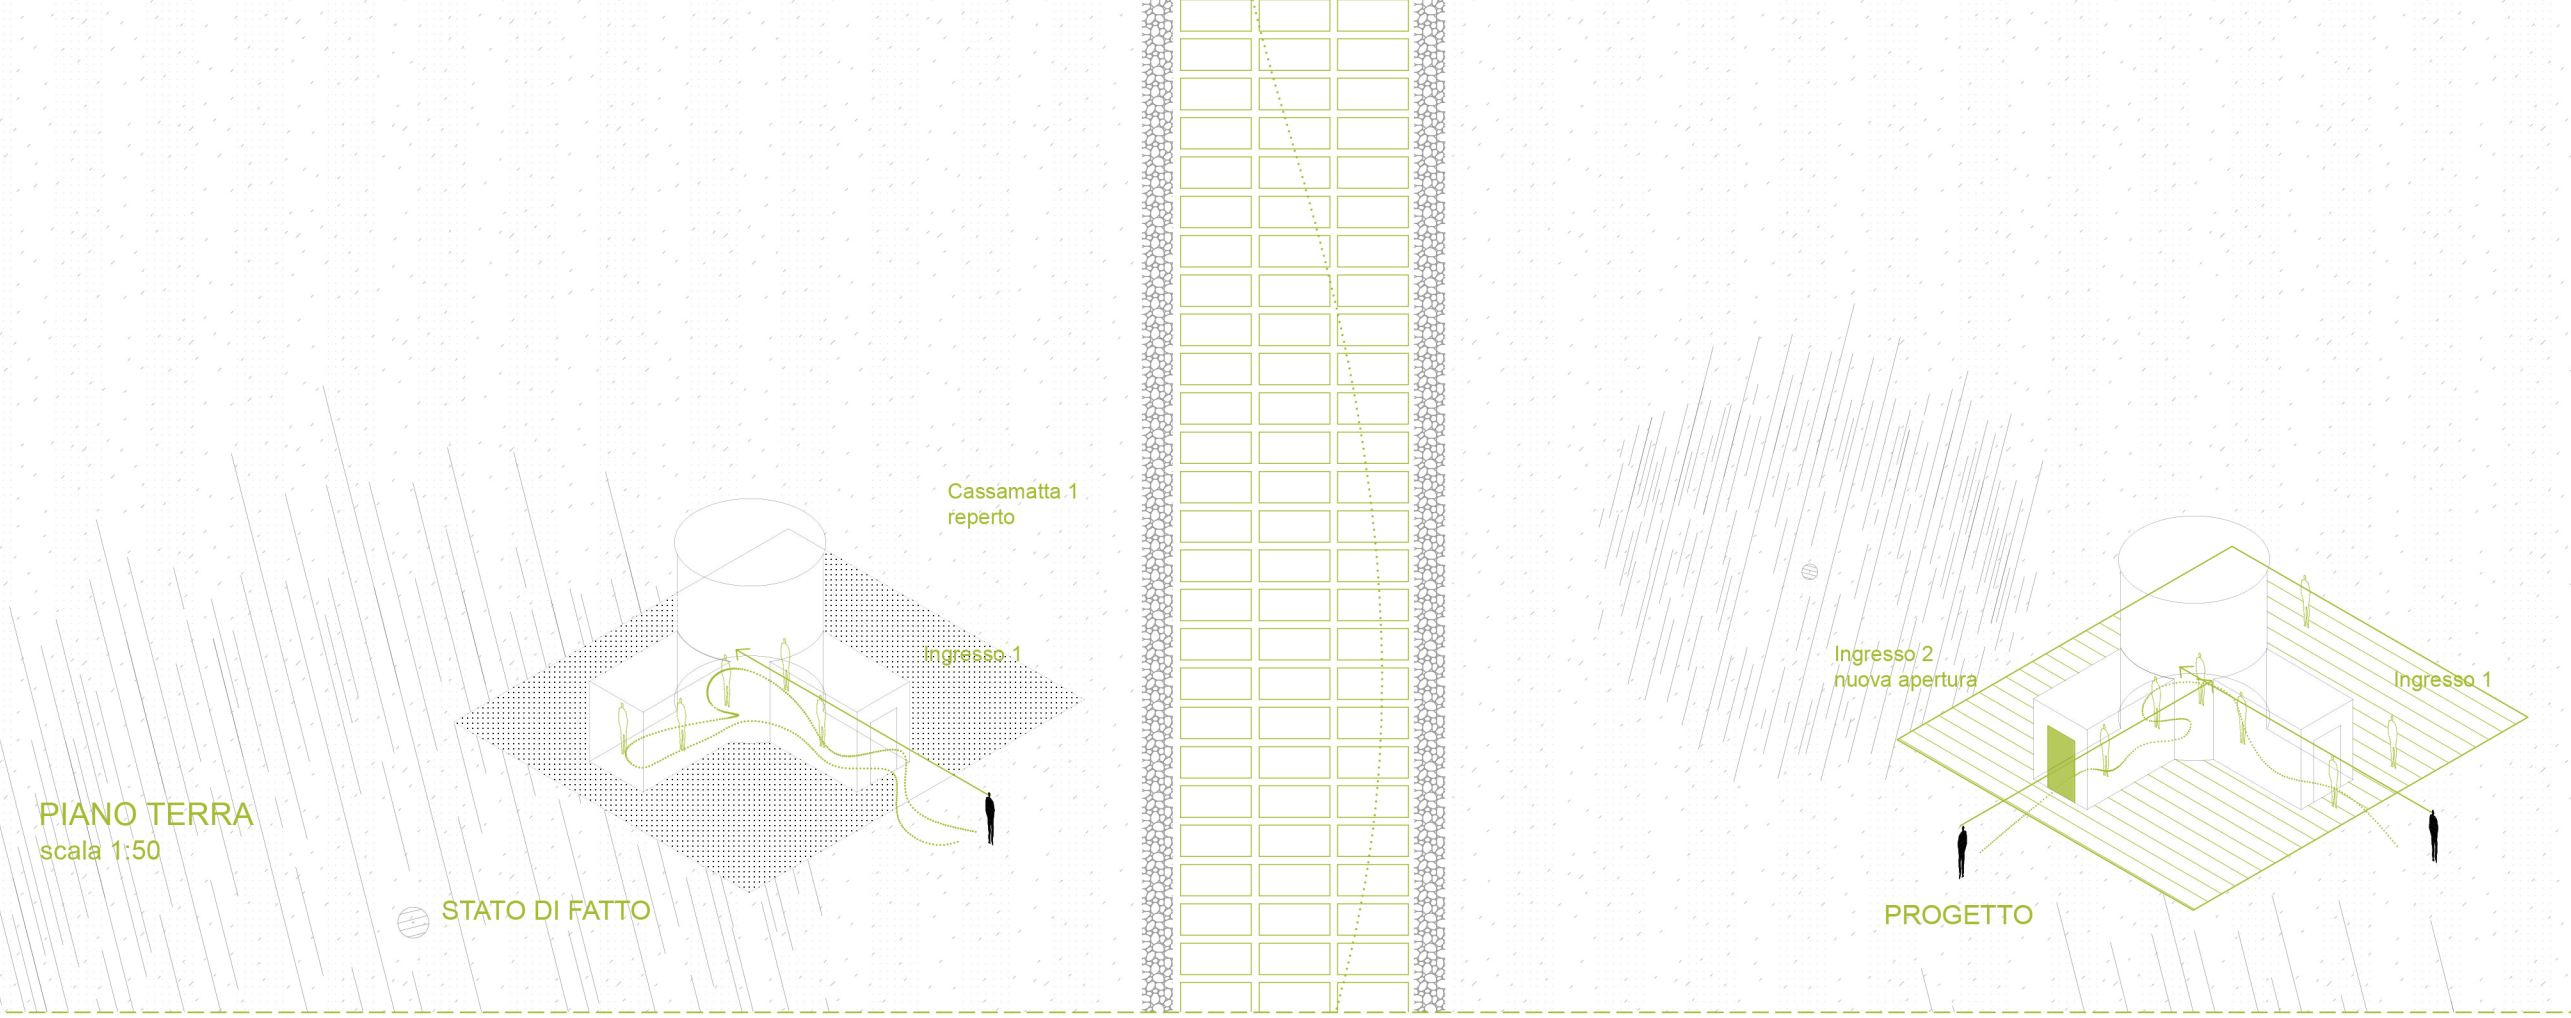 Cassamatta 1
reperto
Ingresso 1
PIANO TERRA
scala 1:50
STATO DI FATTO
Ingresso 2
nuova apertura
Ingresso 1
PROGETTO